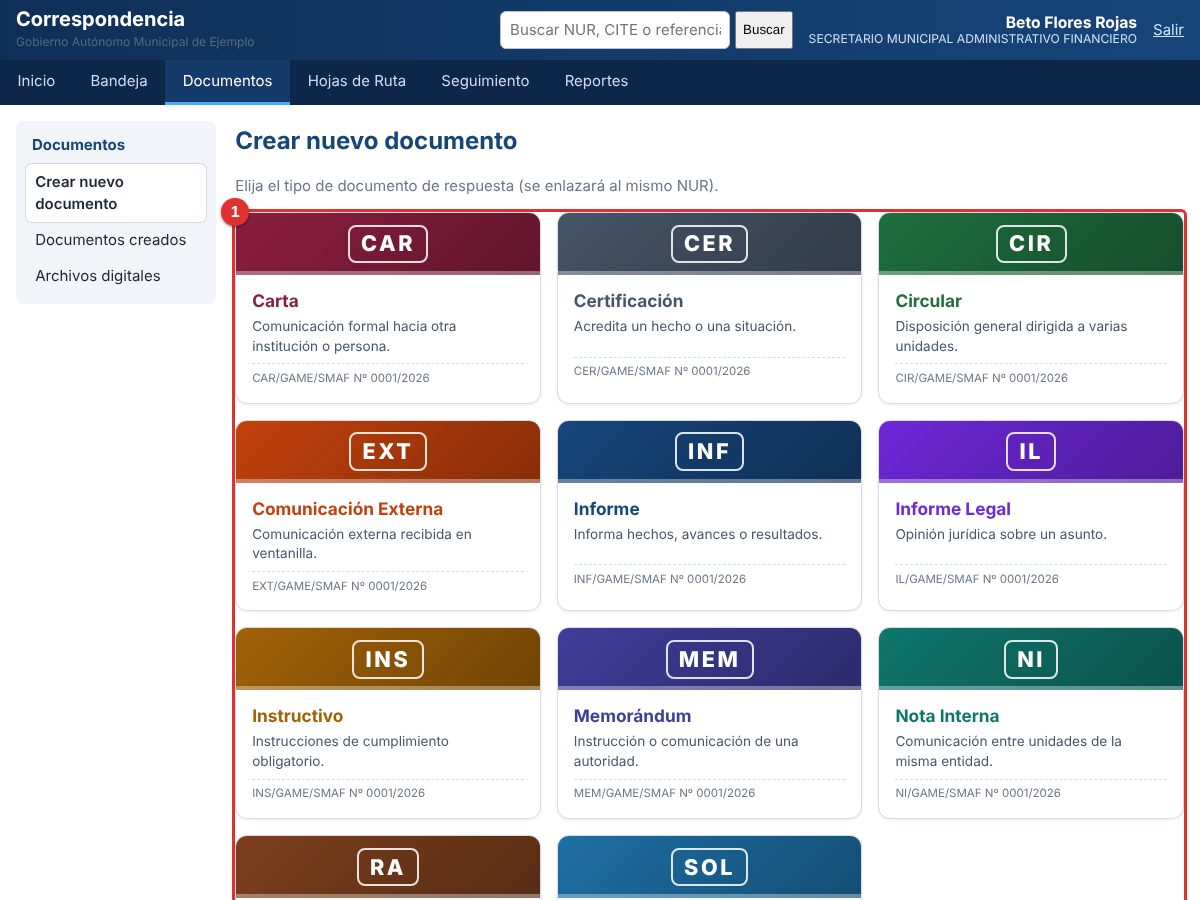 Correspondencia
Gobierno Autónomo Municipal de Ejemplo
Buscar NUR, CITE o referencia
Buscar
Beto Flores Rojas
SECRETARIO MUNICIPAL ADMINISTRATIVO FINANCIERO
Salir
Inicio
Bandeja
Documentos
Hojas de Ruta
Seguimiento
Reportes
Documentos
Crear nuevo
documento
Documentos creados
Archivos digitales
Crear nuevo documento
Elija el tipo de documento de respuesta (se enlazará al mismo NUR).
1
CAR
Carta
Comunicación formal hacia otra
institución o persona.
CAR/GAME/SMAF Nº 0001/2026
CER
Certificación
Acredita un hecho o una situación.
CER/GAME/SMAF Nº 0001/2026
CIR
Circular
Disposición general dirigida a varias
unidades.
CIR/GAME/SMAF Nº 0001/2026
EXT
Comunicación Externa
Comunicación externa recibida en
ventanilla.
EXT/GAME/SMAF Nº 0001/2026
INF
Informe
Informa hechos, avances o resultados.
INF/GAME/SMAF Nº 0001/2026
IL
Informe Legal
Opinión jurídica sobre un asunto.
IL/GAME/SMAF Nº 0001/2026
INS
Instructivo
Instrucciones de cumplimiento
obligatorio.
INS/GAME/SMAF Nº 0001/2026
MEM
Memorándum
Instrucción o comunicación de una
autoridad.
MEM/GAME/SMAF Nº 0001/2026
NI
Nota Interna
Comunicación entre unidades de la
misma entidad.
NI/GAME/SMAF Nº 0001/2026
RA
SOL